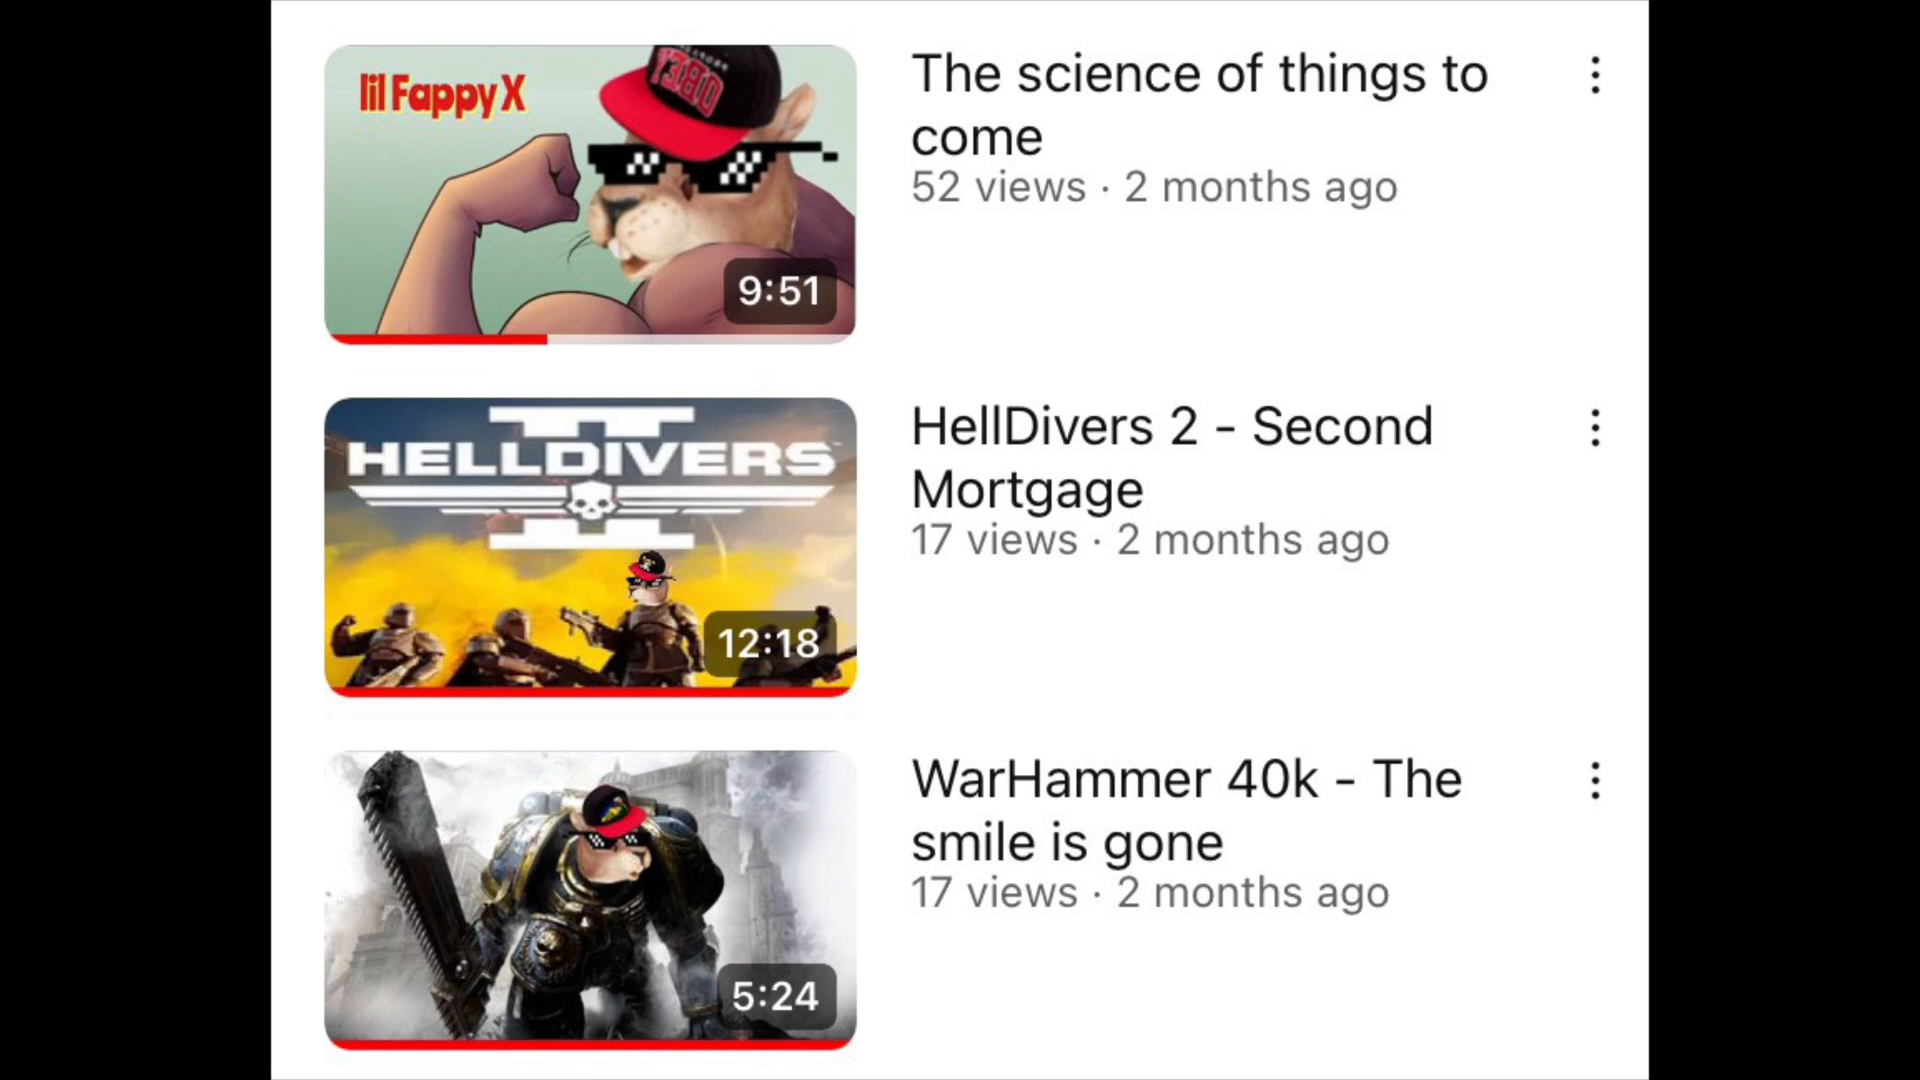 lil Fappy X
9:51
The science of things to
come
52 views · 2 months ago
HELLDIVERS
II
12:18
HellDivers 2 - Second
Mortgage
17 views · 2 months ago
5:24
WarHammer 40k - The
smile is gone
17 views · 2 months ago